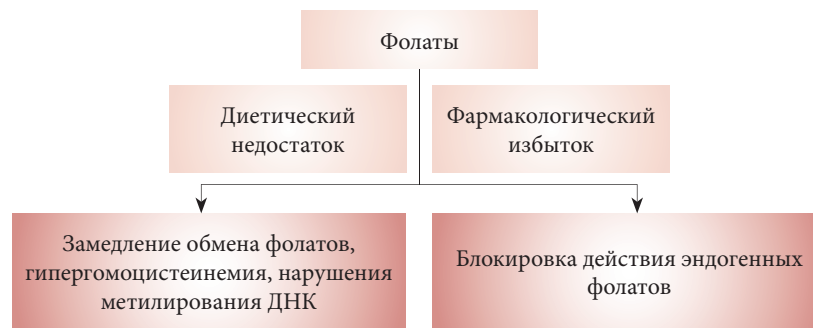 Фолаты
Диетический
недостаток
Фармакологический
избыток
Замедление обмена фолатов,
гипергомоцистеинемия, нарушения
метилирования ДНК
Блокировка действия эндогенных
фолатов